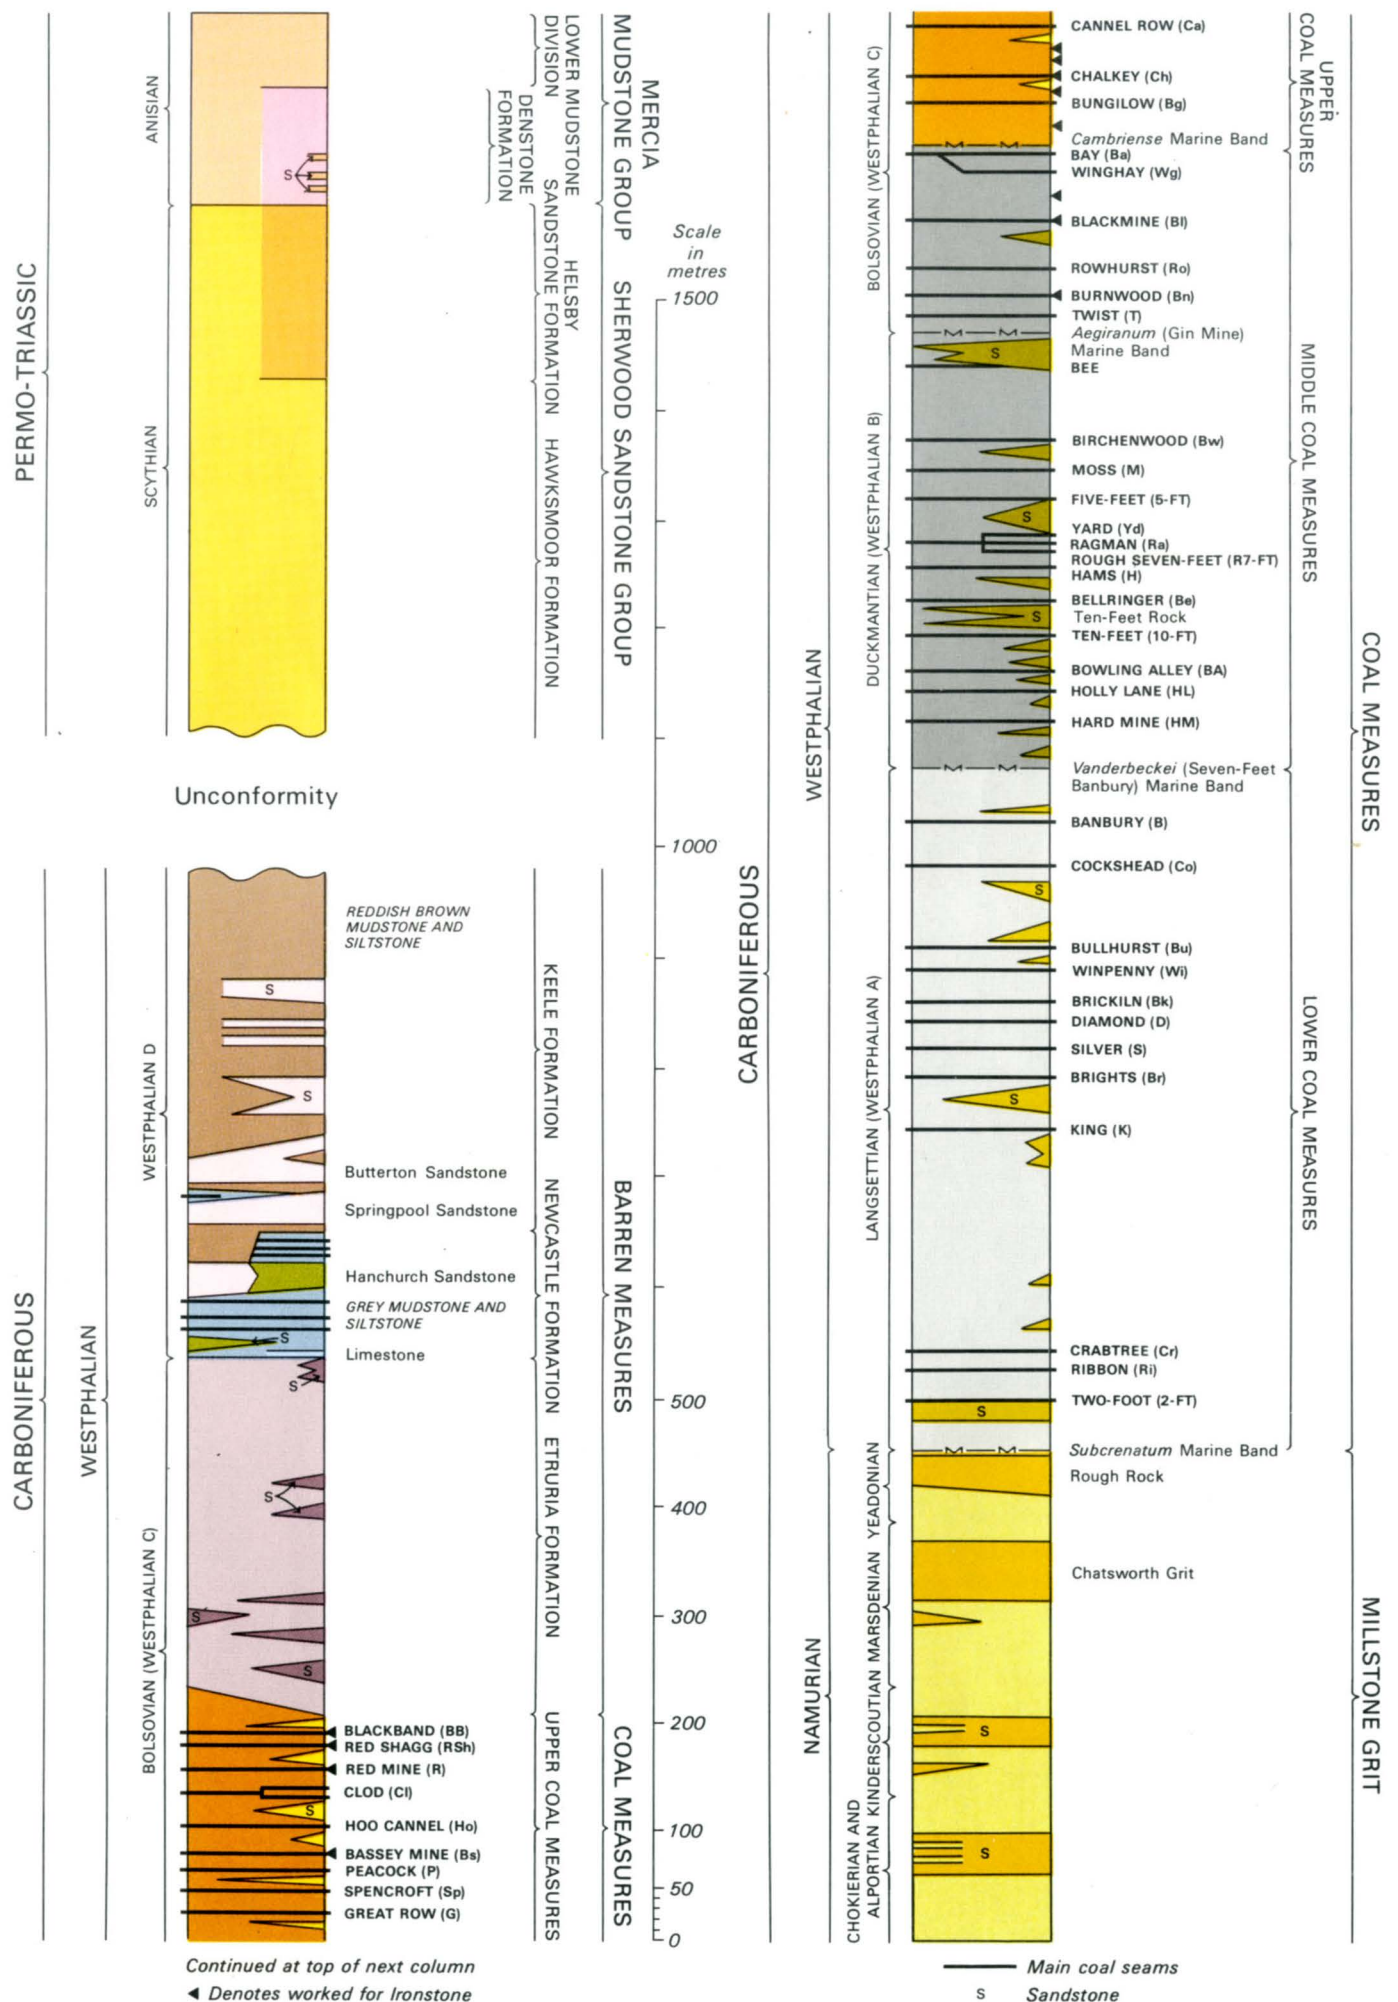 PERMO-TRIASSIC
ANISIAN
SCYTHIAN
S
LOWER MUDSTONE
DIVISION
DENSTONE
FORMATION
HELSBY
SANDSTONE FORMATION
HAWKSMOOR FORMATION
MERCIA
MUDSTONE GROUP
SHERWOOD SANDSTONE GROUP
Scale
in
metres
1500
1000
500
400
300
200
100
50
0
Unconformity
CARBONIFEROUS
WESTPHALIAN
WESTPHALIAN D
BOLSOVIAN (WESTPHALIAN C)
REDDISH BROWN
MUDSTONE AND
SILTSTONE
S
S
Butterton Sandstone
Springpool Sandstone
Hanchurch Sandstone
GREY MUDSTONE AND
SILTSTONE
S
Limestone
S
S
S
S
BLACKBAND (BB)
RED SHAGG (RSh)
RED MINE (R)
CLOD (Cl)
S
HOO CANNEL (Ho)
BASSEY MINE (Bs)
PEACOCK (P)
SPENCROFT (Sp)
GREAT ROW (G)
KEELE FORMATION
NEWCASTLE FORMATION
ETRURIA FORMATION
UPPER COAL MEASURES
BARREN MEASURES
COAL MEASURES
Continued at top of next column
◄ Denotes worked for Ironstone
CARBONIFEROUS
WESTPHALIAN
NAMURIAN
BOLSOVIAN (WESTPHALIAN C)
DUCKMANTIAN (WESTPHALIAN B)
LANGSETTIAN (WESTPHALIAN A)
YEADONIAN
MARSDENIAN
KINDERSCOUTIAN
CHOKIERIAN AND
ALPORTIAN
CANNEL ROW (Ca)
CHALKEY (Ch)
BUNGILOW (Bg)
M M
Cambriense Marine Band
BAY (Ba)
WINGHAY (Wg)
BLACKMINE (Bl)
ROWHURST (Ro)
BURNWOOD (Bn)
TWIST (T)
M M
Aegiranum (Gin Mine)
Marine Band
S
BEE
BIRCHENWOOD (Bw)
MOSS (M)
FIVE-FEET (5-FT)
S
YARD (Yd)
RAGMAN (Ra)
ROUGH SEVEN-FEET (R7-FT)
HAMS (H)
BELLRINGER (Be)
S
Ten-Feet Rock
TEN-FEET (10-FT)
BOWLING ALLEY (BA)
HOLLY LANE (HL)
HARD MINE (HM)
M M
Vanderbeckei (Seven-Feet
Banbury) Marine Band
BANBURY (B)
COCKSHEAD (Co)
S
BULLHURST (Bu)
WINPENNY (Wi)
BRICKILN (Bk)
DIAMOND (D)
SILVER (S)
BRIGHTS (Br)
S
KING (K)
CRABTREE (Cr)
RIBBON (Ri)
TWO-FOOT (2-FT)
S
M M
Subcrenatum Marine Band
Rough Rock
Chatsworth Grit
S
S
UPPER
COAL MEASURES
MIDDLE COAL MEASURES
LOWER COAL MEASURES
COAL MEASURES
MILLSTONE GRIT
Main coal seams
S Sandstone